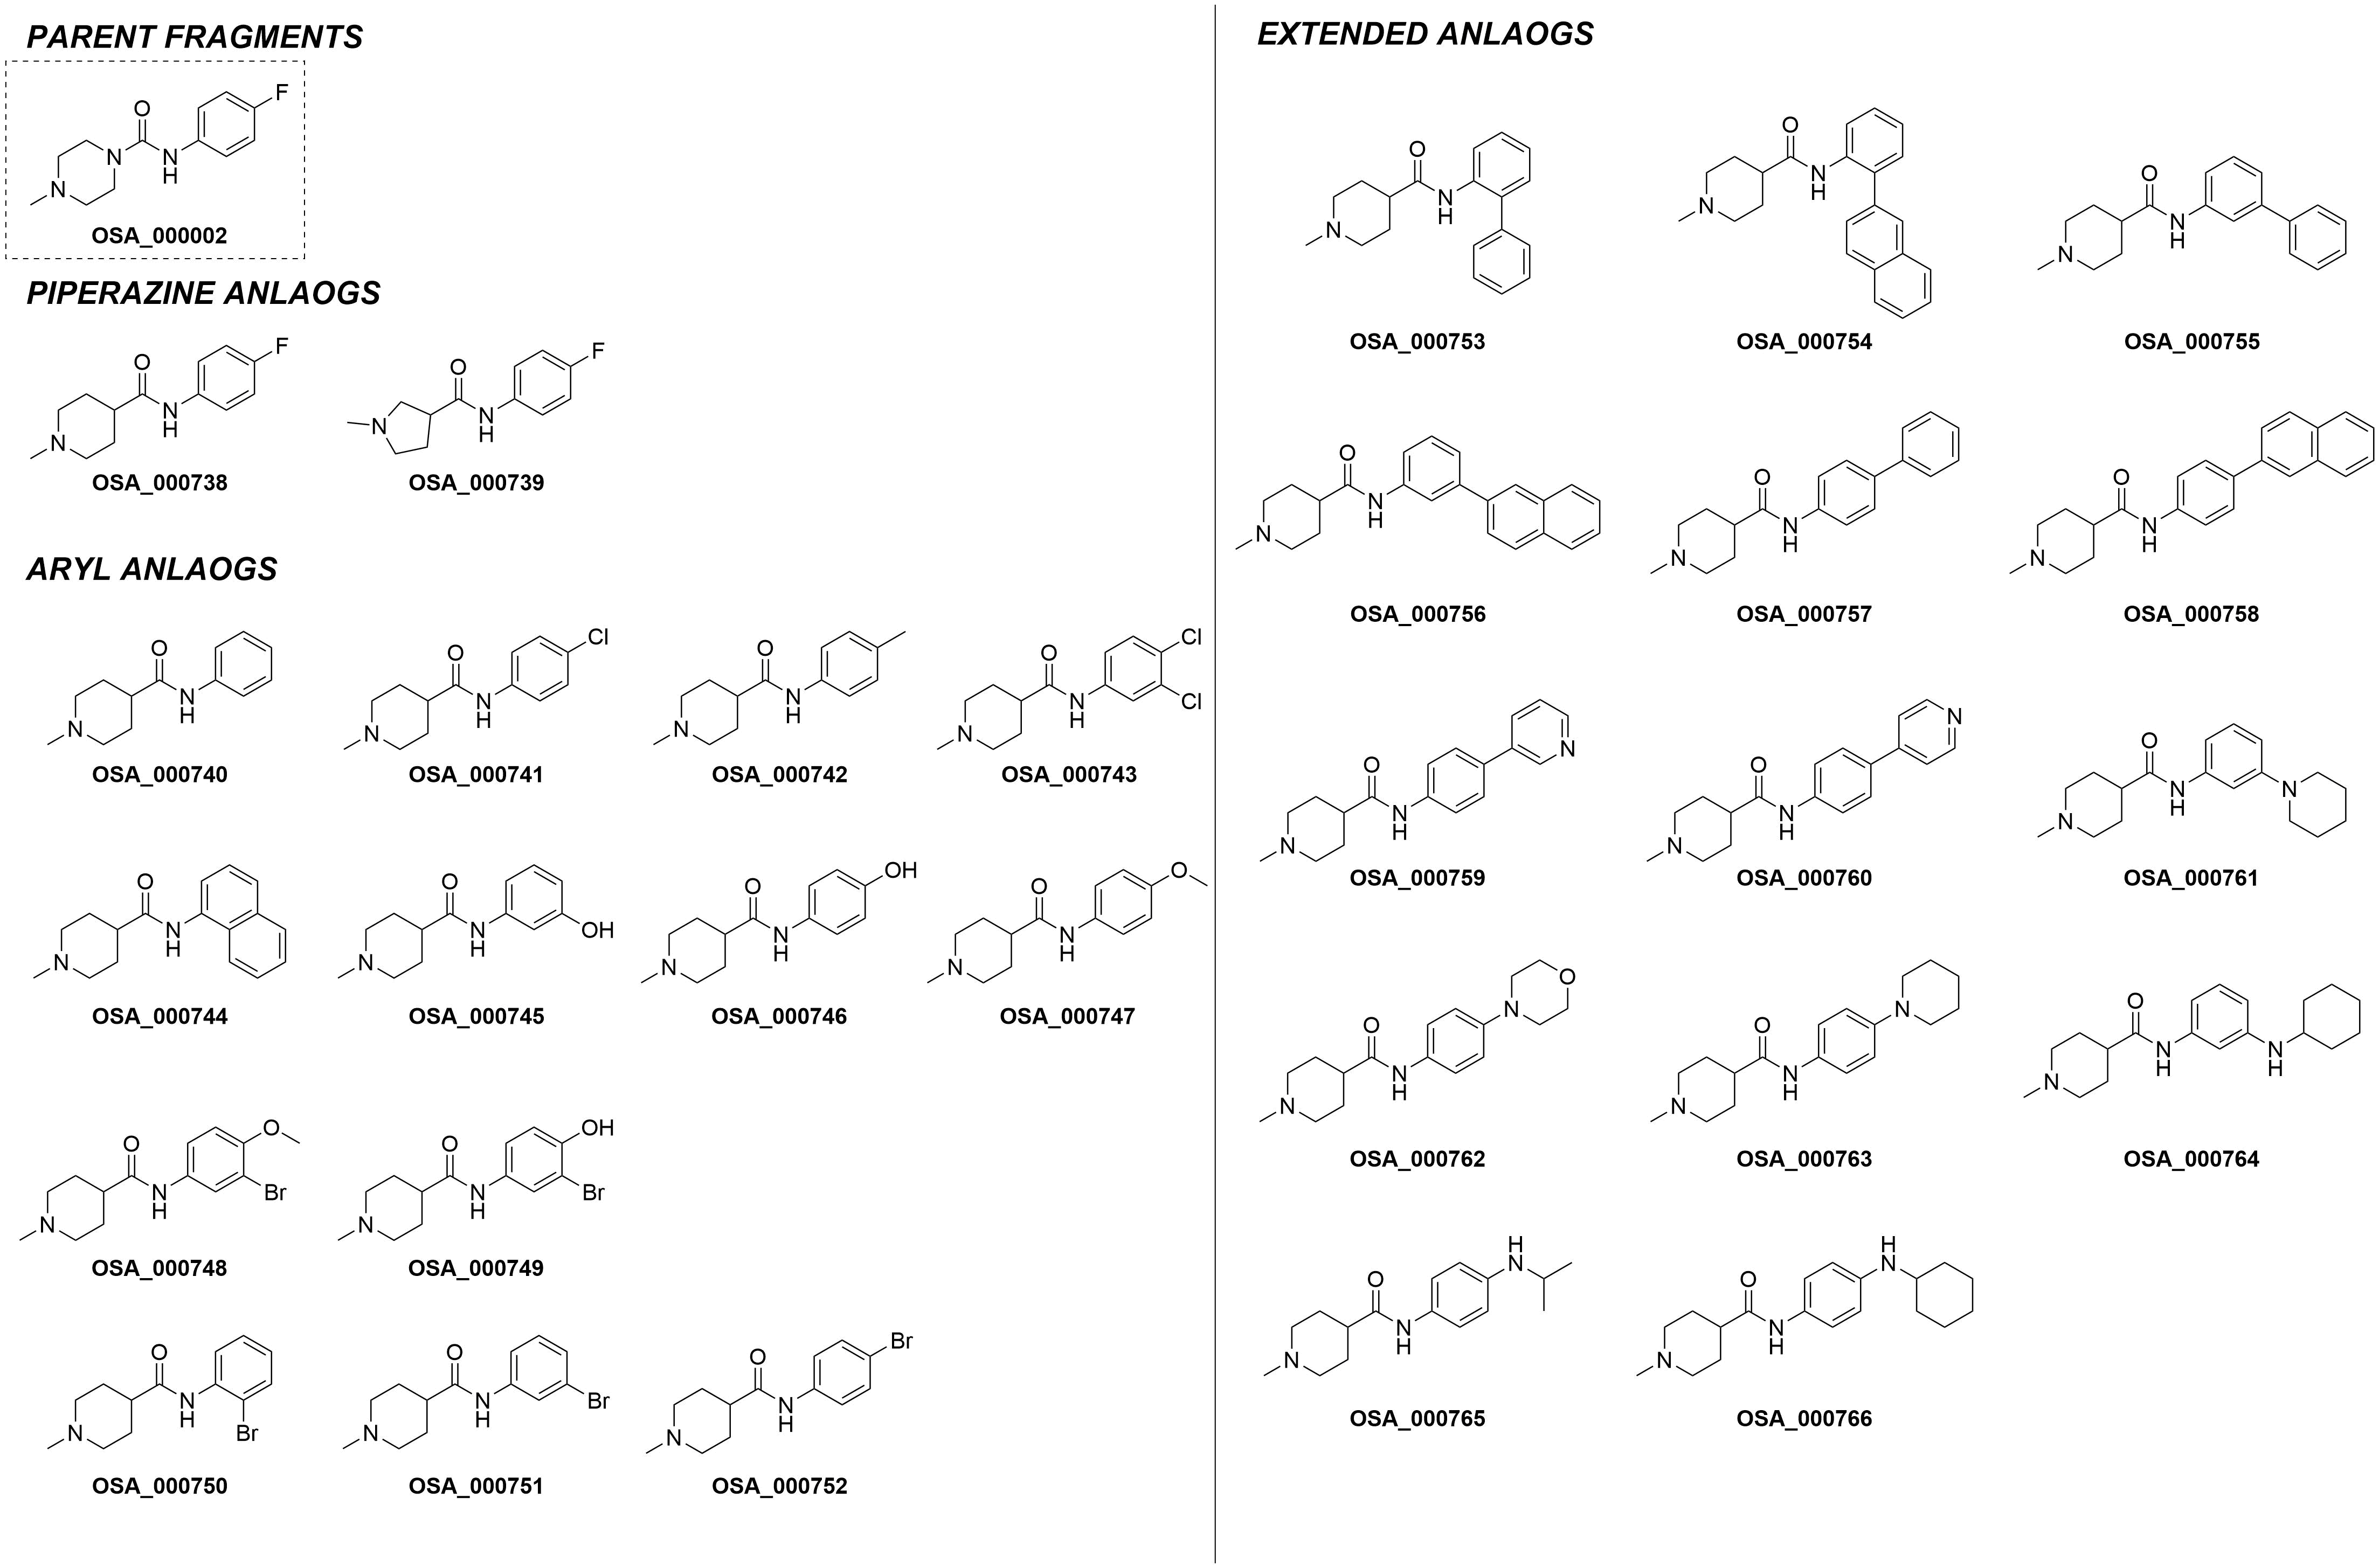 PARENT FRAGMENTS
O
F
N
N
H
N
OSA_000002
PIPERAZINE ANLAOGS
O
F
N
H
N
OSA_000738
O
F
N
H
N
OSA_000739
ARYL ANLAOGS
O
N
H
N
OSA_000740
O
Cl
N
H
N
OSA_000741
O
N
H
N
OSA_000742
O
Cl
Cl
N
H
N
OSA_000743
O
N
H
N
OSA_000744
O
N
H
OH
N
OSA_000745
O
OH
N
H
N
OSA_000746
O
O
N
H
N
OSA_000747
O
O
N
H
Br
N
OSA_000748
O
OH
N
H
Br
N
OSA_000749
O
N
H
Br
N
OSA_000750
O
N
H
Br
N
OSA_000751
O
Br
N
H
N
OSA_000752
EXTENDED ANLAOGS
O
N
H
N
OSA_000753
O
N
H
N
OSA_000754
O
N
H
N
OSA_000755
O
N
H
N
OSA_000756
O
N
H
N
OSA_000757
O
N
H
N
OSA_000758
N
O
N
H
N
OSA_000759
N
O
N
H
N
OSA_000760
O
N
N
H
N
OSA_000761
O
N
O
N
H
N
OSA_000762
N
O
N
H
N
OSA_000763
O
N
H
N
H
N
OSA_000764
H
N
O
N
H
N
OSA_000765
H
N
O
N
H
N
OSA_000766